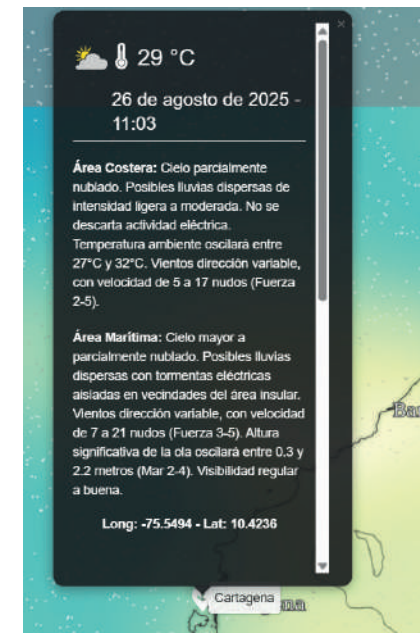 ×
29 °C
26 de agosto de 2025 -
11:03
Área Costera: Cielo parcialmente
nublado. Posibles lluvias dispersas de
intensidad ligera a moderada. No se
descarta actividad eléctrica.
Temperatura ambiente oscilará entre
27°C y 32°C. Vientos dirección variable,
con velocidad de 5 a 17 nudos (Fuerza
2-5).
Área Marítima: Cielo mayor a
parcialmente nublado. Posibles lluvias
dispersas con tormentas eléctricas
aisladas en vecindades del área insular.
Vientos dirección variable, con velocidad
de 7 a 21 nudos (Fuerza 3-5). Altura
significativa de la ola oscilará entre 0.3 y
2.2 metros (Mar 2-4). Visibilidad regular
a buena.
Long: -75.5494 - Lat: 10.4236
Ba
Cartagena
na